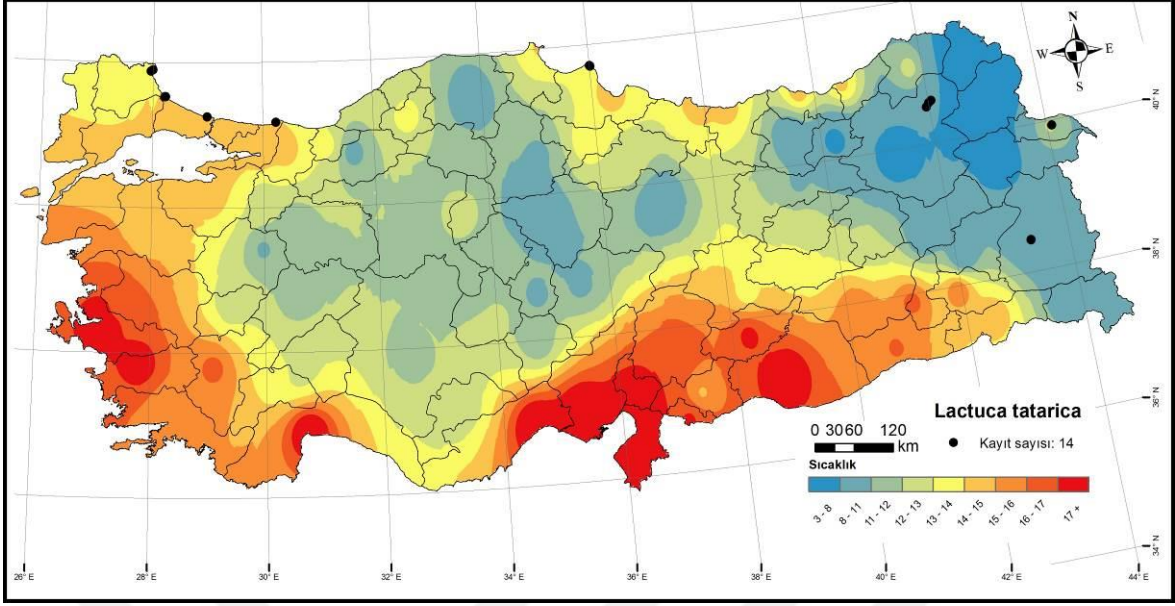 N
W E
S
40° N
38° N
36° N
34° N
Lactuca tatarica
0 30 60 120
km
Kayıt sayısı: 14
Sıcaklık
3 - 8
8 - 11
11 - 12
12 - 13
13 - 14
14 - 15
15 - 16
16 - 17
17 +
26° E
28° E
30° E
32° E
34° E
36° E
38° E
40° E
42° E
44° E